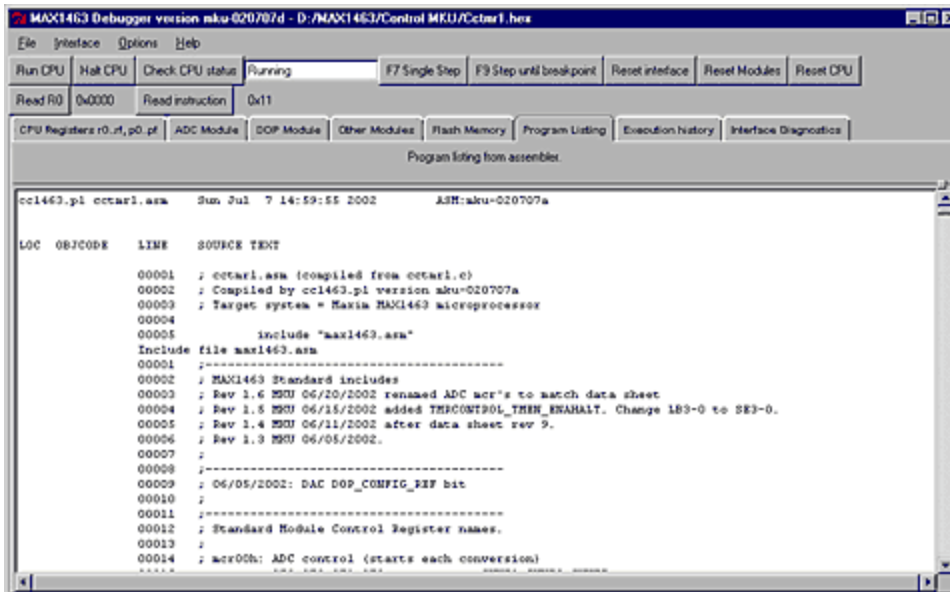 MAX1463 Debugger version mku-020707d - D:/MAX1463/Control MKU/Cctmr1.hex
File Interface Options Help
Run CPU Halt CPU Check CPU status Running F7 Single Step F9 Step until breakpoint Reset interface Reset Modules Reset CPU
Read R0 0x0000 Read instruction 0x11
CPU Registers r0..rf, p0..pf ADC Module DOP Module Other Modules Flash Memory Program Listing Execution history Interface Diagnostics
Program listing from assembler.
cc1463.pl cctmr1.asm Sun Jul 7 14:59:55 2002 ASM:mku-020707a
LOC OBJCODE LINE SOURCE TEXT
00001 ; cctmr1.asm (compiled from cctmr1.c)
00002 ; Compiled by cc1463.pl version mku-020707a
00003 ; Target system = Maxim MAX1463 microprocessor
00004
00005 include "max1463.asm"
Include file max1463.asm
00001 ;--------------------------------------------
00002 ; MAX1463 Standard includes
00003 ; Rev 1.6 MKU 06/20/2002 renamed ADC mcr's to match data sheet
00004 ; Rev 1.5 MKU 06/15/2002 added TMRCONTROL_TMEN_ENAHALT. Change LB3-0 to SE3-0.
00005 ; Rev 1.4 MKU 06/11/2002 after data sheet rev 9.
00006 ; Rev 1.3 MKU 06/05/2002.
00007 ;
00008 ;--------------------------------------------
00009 ; 06/05/2002: DAC DOP_CONFIG_REF bit
00010 ;
00011 ;--------------------------------------------
00012 ; Standard Module Control Register names.
00013 ;
00014 ; mcr00h: ADC control (starts each conversion)